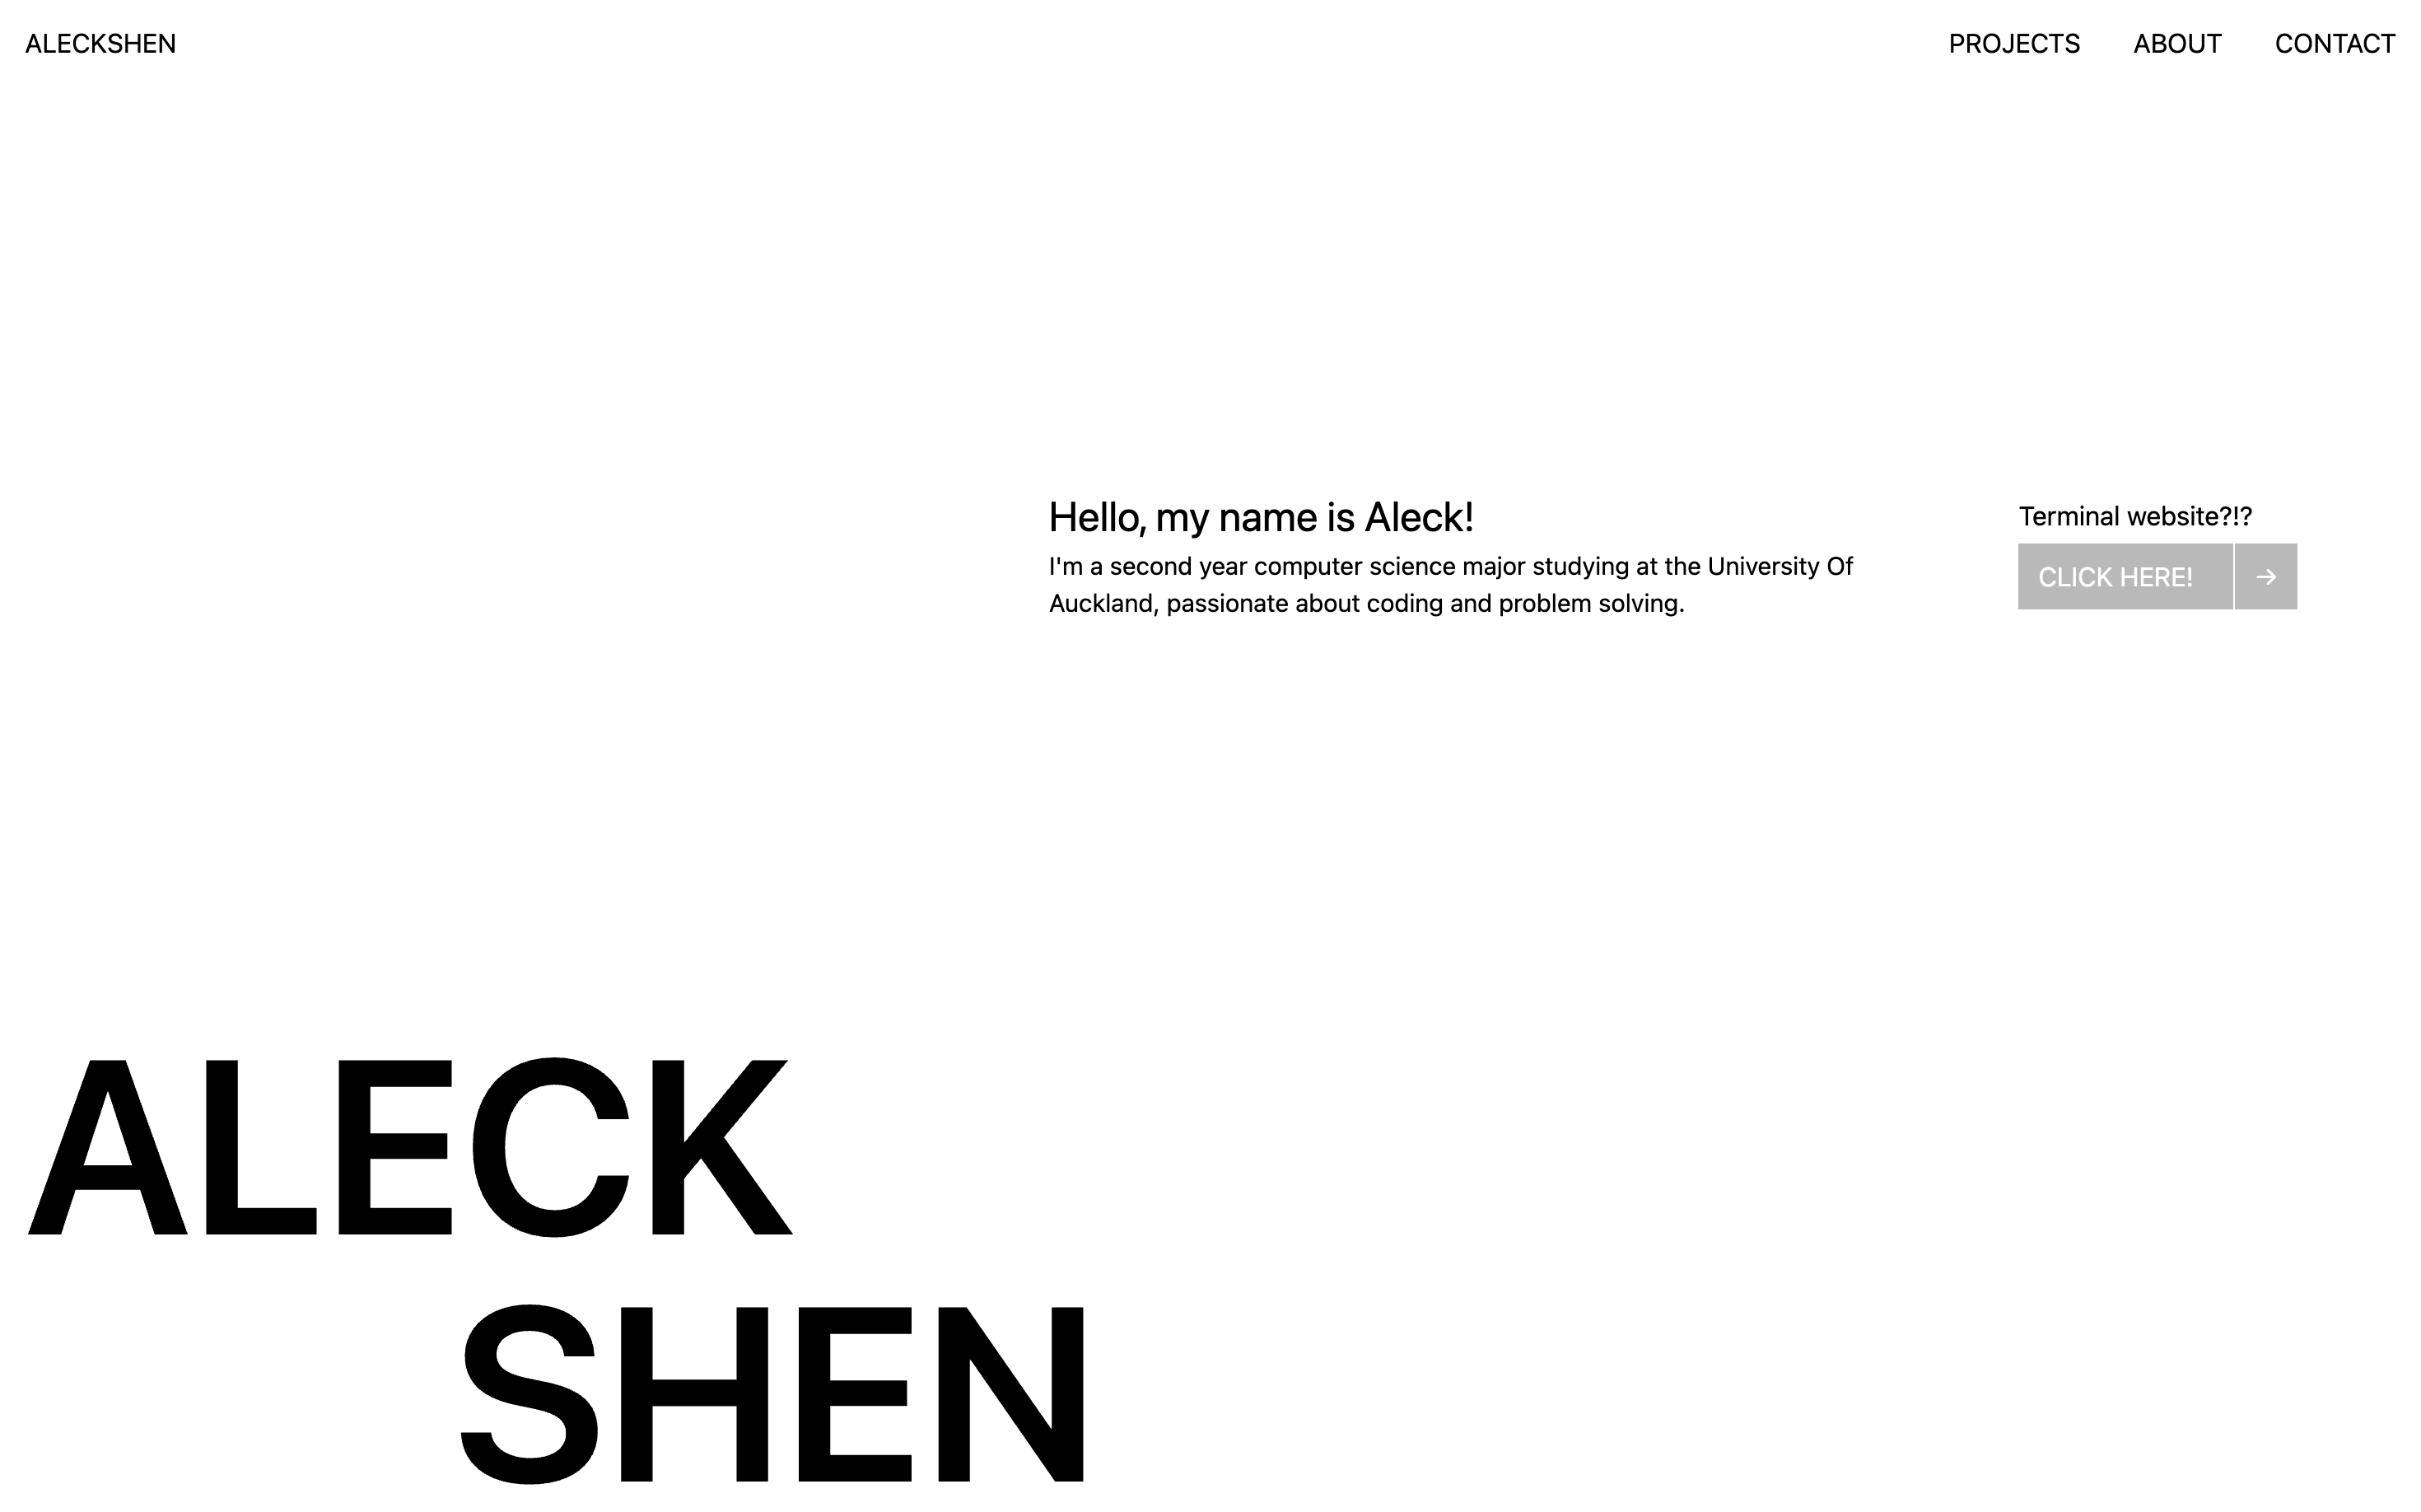 ALECKSHEN
PROJECTS ABOUT CONTACT
Hello, my name is Aleck!
I'm a second year computer science major studying at the University Of
Auckland, passionate about coding and problem solving.
Terminal website?!?
CLICK HERE! →
ALECK
SHEN